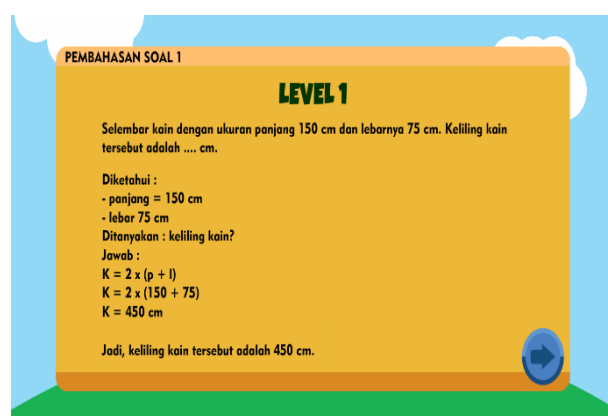 PEMBAHASAN SOAL 1
LEVEL 1
Selembar kain dengan ukuran panjang 150 cm dan lebarnya 75 cm. Keliling kain
tersebut adalah .... cm.
Diketahui :
- panjang = 150 cm
- lebar 75 cm
Ditanyakan : keliling kain?
Jawab :
K = 2 x (p + l)
K = 2 x (150 + 75)
K = 450 cm
Jadi, keliling kain tersebut adalah 450 cm.